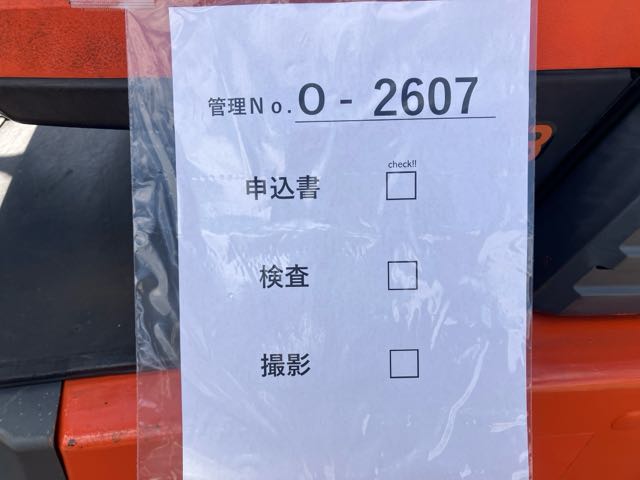 管理No. O - 2607
check!!
申込書 □
検査 □
撮影 □